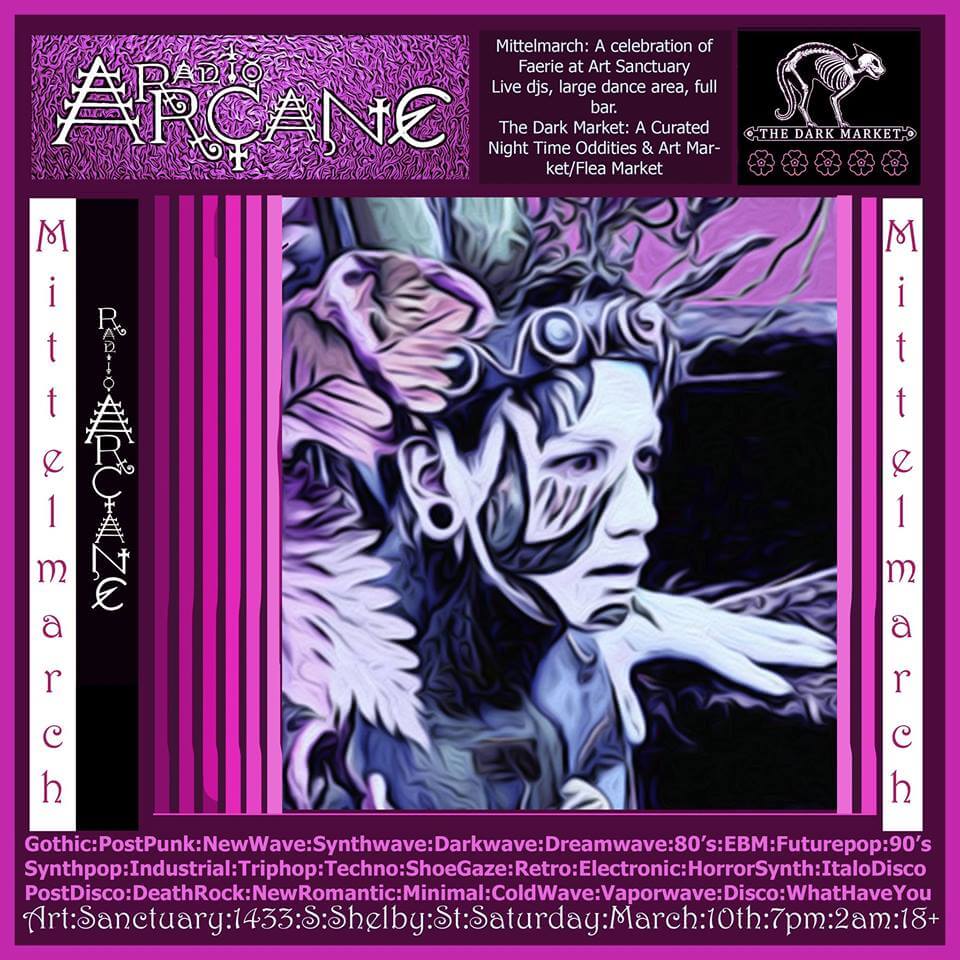 RADIO
ARCANE
Mittelmarch: A celebration of
Faerie at Art Sanctuary
Live djs, large dance area, full
bar.
The Dark Market: A Curated
Night Time Oddities & Art Mar-
ket/Flea Market
THE DARK MARKET
Mittelmarch
RADIO ARCANE
Mittelmarch
Gothic:PostPunk:NewWave:Synthwave:Darkwave:Dreamwave:80's:EBM:Futurepop:90's
Synthpop:Industrial:Triphop:Techno:ShoeGaze:Retro:Electronic:HorrorSynth:ItaloDisco
PostDisco:DeathRock:NewRomantic:Minimal:ColdWave:Vaporwave:Disco:WhatHaveYou
Art:Sanctuary:1433:S:Shelby:St:Saturday:March:10th:7pm:2am:18+